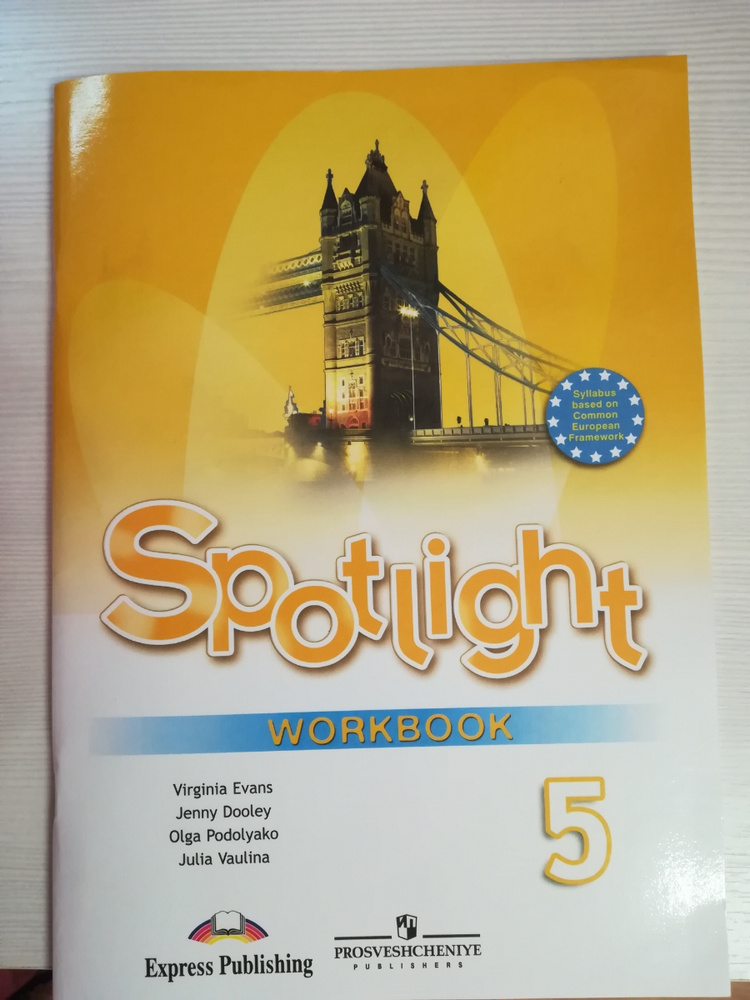 Syllabus
based on
Common
European
Framework
Spotlight
WORKBOOK
Virginia Evans
Jenny Dooley
Olga Podolyako
Julia Vaulina
5
Express Publishing
PROSVESHCHENIYE
PUBLISHERS